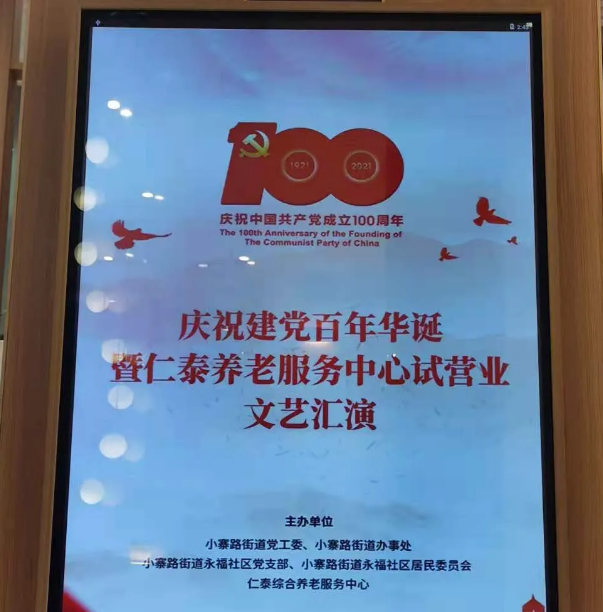 2:48
1921 2021
庆祝中国共产党成立100周年
The 100th Anniversary of the Founding of
The Communist Party of China
庆祝建党百年华诞
暨仁泰养老服务中心试营业
文艺汇演
主办单位
小寨路街道党工委、小寨路街道办事处
小寨路街道永福社区党支部、小寨路街道永福社区居民委员会
仁泰综合养老服务中心